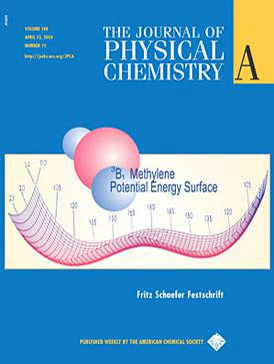 VOLUME 108
APRIL 15, 2004
NUMBER 15
http://pubs.acs.org/JPCA
THE JOURNAL OF
PHYSICAL
CHEMISTRY
A
³B₁ Methylene
Potential Energy Surface
Fritz Schaefer Festschrift
PUBLISHED WEEKLY BY THE AMERICAN CHEMICAL SOCIETY